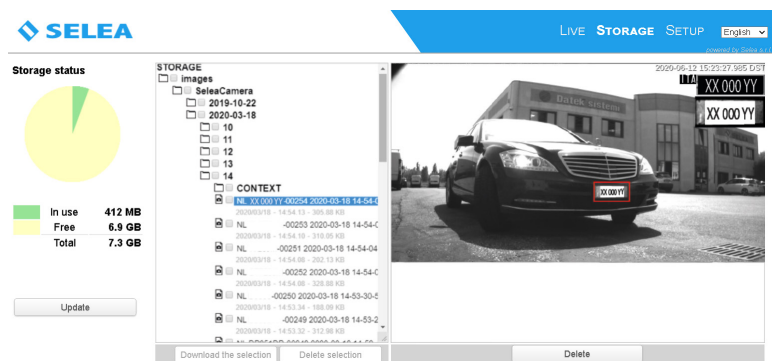 SELEA
LIVE STORAGE SETUP English
powered by Selea s.r.l
Storage status
In use 412 MB
Free 6.9 GB
Total 7.3 GB
Update
STORAGE
images
SeleaCamera
2019-10-22
2020-03-18
10
11
12
13
14
CONTEXT
NL XX 000 YY-00254 2020-03-18 14-54-0
2020/03/18 - 14:54.13 - 305.88 KB
NL -00253 2020-03-18 14-54-0
2020/03/18 - 14:54.10 - 318.05 KB
NL -00251 2020-03-18 14-54-04
2020/03/18 - 14:54.08 - 292.13 KB
NL -00252 2020-03-18 14-54-0
2020/03/18 - 14:54.08 - 328.88 KB
NL -00250 2020-03-18 14-53-30-5
2020/03/18 - 14:53.34 - 188.09 KB
NL -00249 2020-03-18 14-53-2
2020/03/18 - 14:53.32 - 312.98 KB
Download the selection Delete selection
2020-06-12 15:23:27.985 DST
ITA XX 000 YY
XX 000 YY
Datek sistemi
XX 000 YY
Delete